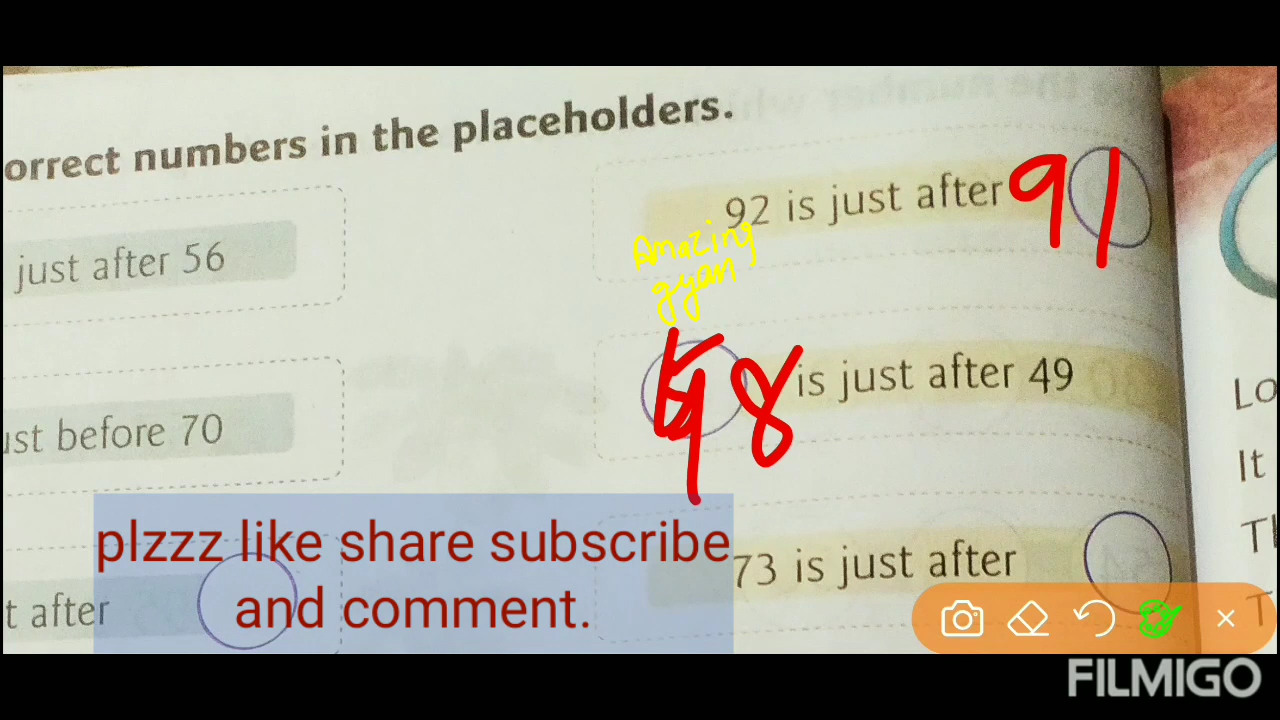 orrect numbers in the placeholders.
just after 56
92 is just after 91
Amazing
gyan
98 is just after 49
ust before 70
plzzz like share subscribe
and comment.
73 is just after
t after
Lo
It
T
FILMIGO